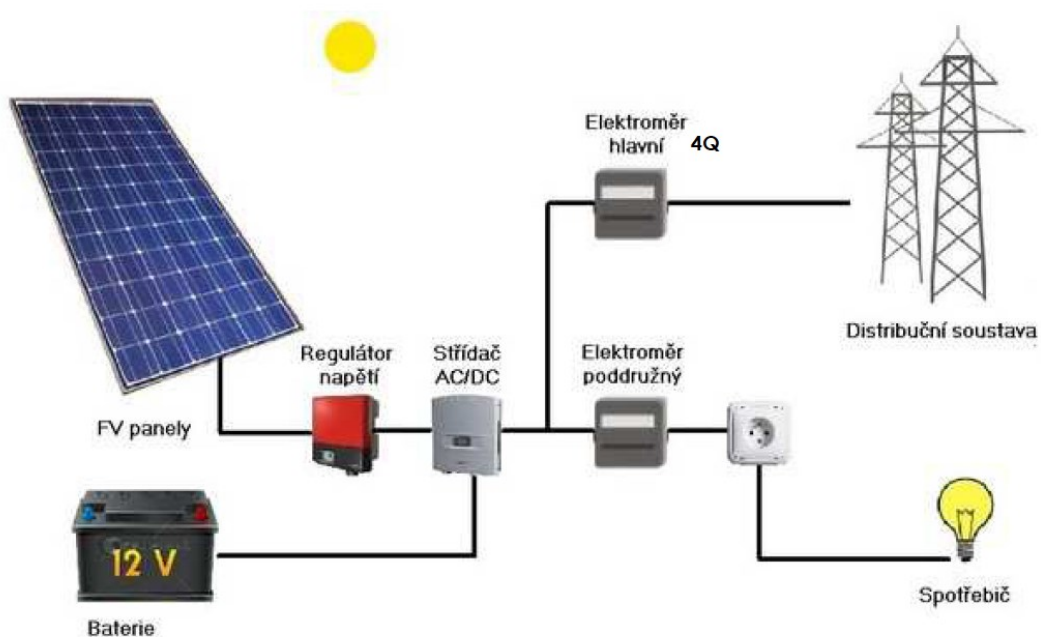 Elektroměr
hlavní 4Q
Distribuční soustava
Regulátor
napětí
Střídač
AC/DC
Elektroměr
poddružný
FV panely
12 V
Baterie
Spotřebič